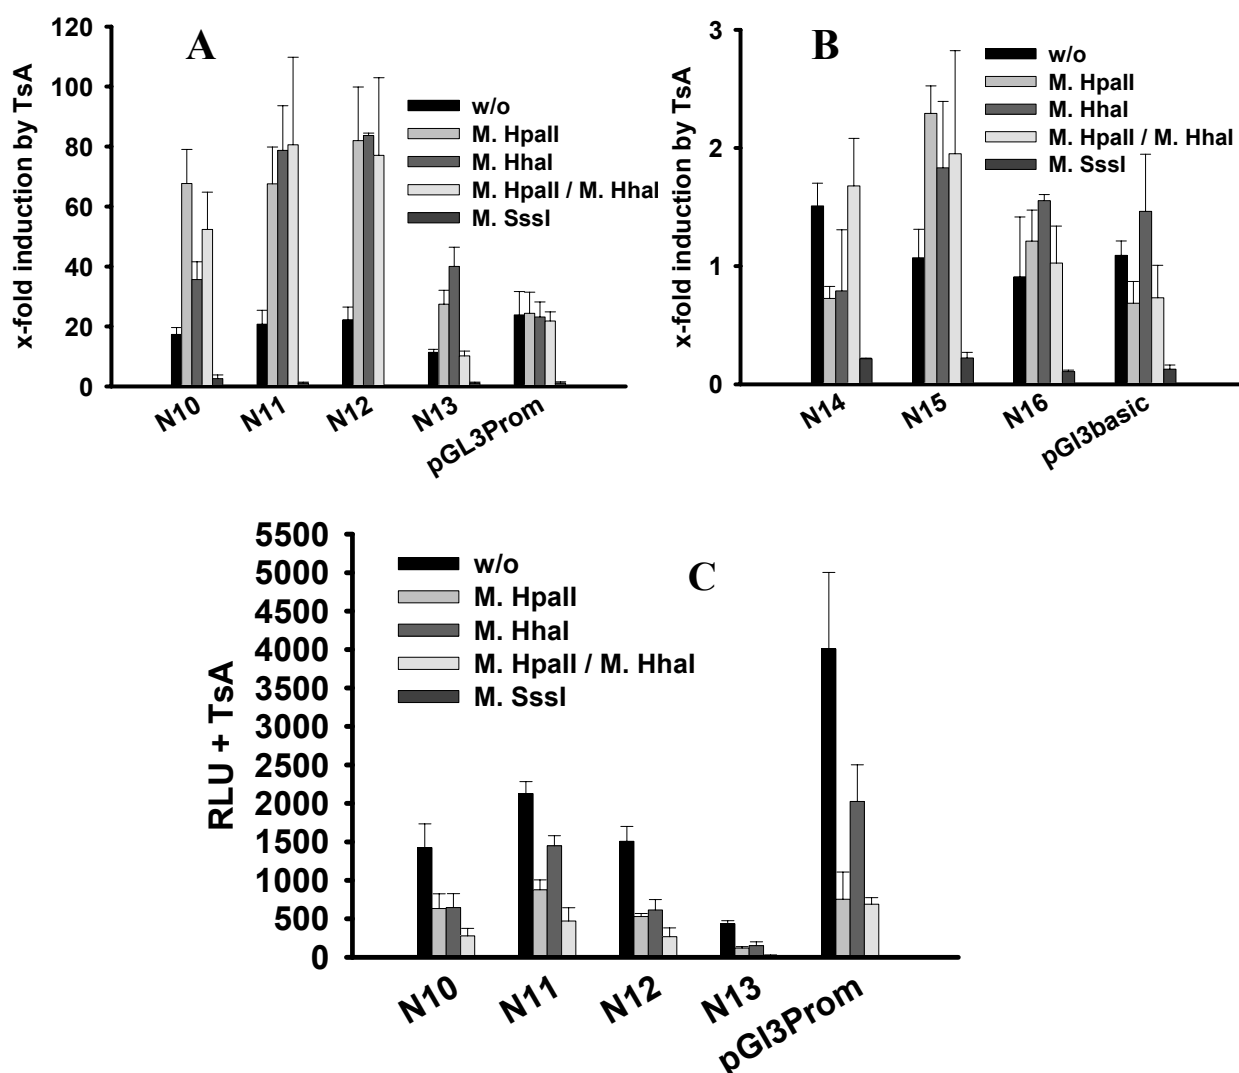 A
x-fold induction by TsA
120
100
80
60
40
20
0
w/o
M. HpaII
M. HhaI
M. HpaII / M. HhaI
M. SssI
N10
N11
N12
N13
pGL3Prom
B
x-fold induction by TsA
3
2
1
0
w/o
M. HpaII
M. HhaI
M. HpaII / M. HhaI
M. SssI
N14
N15
N16
pGl3basic
C
RLU + TsA
5500
5000
4500
4000
3500
3000
2500
2000
1500
1000
500
0
w/o
M. HpaII
M. HhaI
M. HpaII / M. HhaI
M. SssI
N10
N11
N12
N13
pGl3Prom